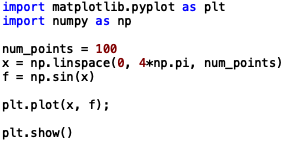 import matplotlib.pyplot as plt
import numpy as np
num_points = 100
x = np.linspace(0, 4*np.pi, num_points)
f = np.sin(x)
plt.plot(x, f);
plt.show()